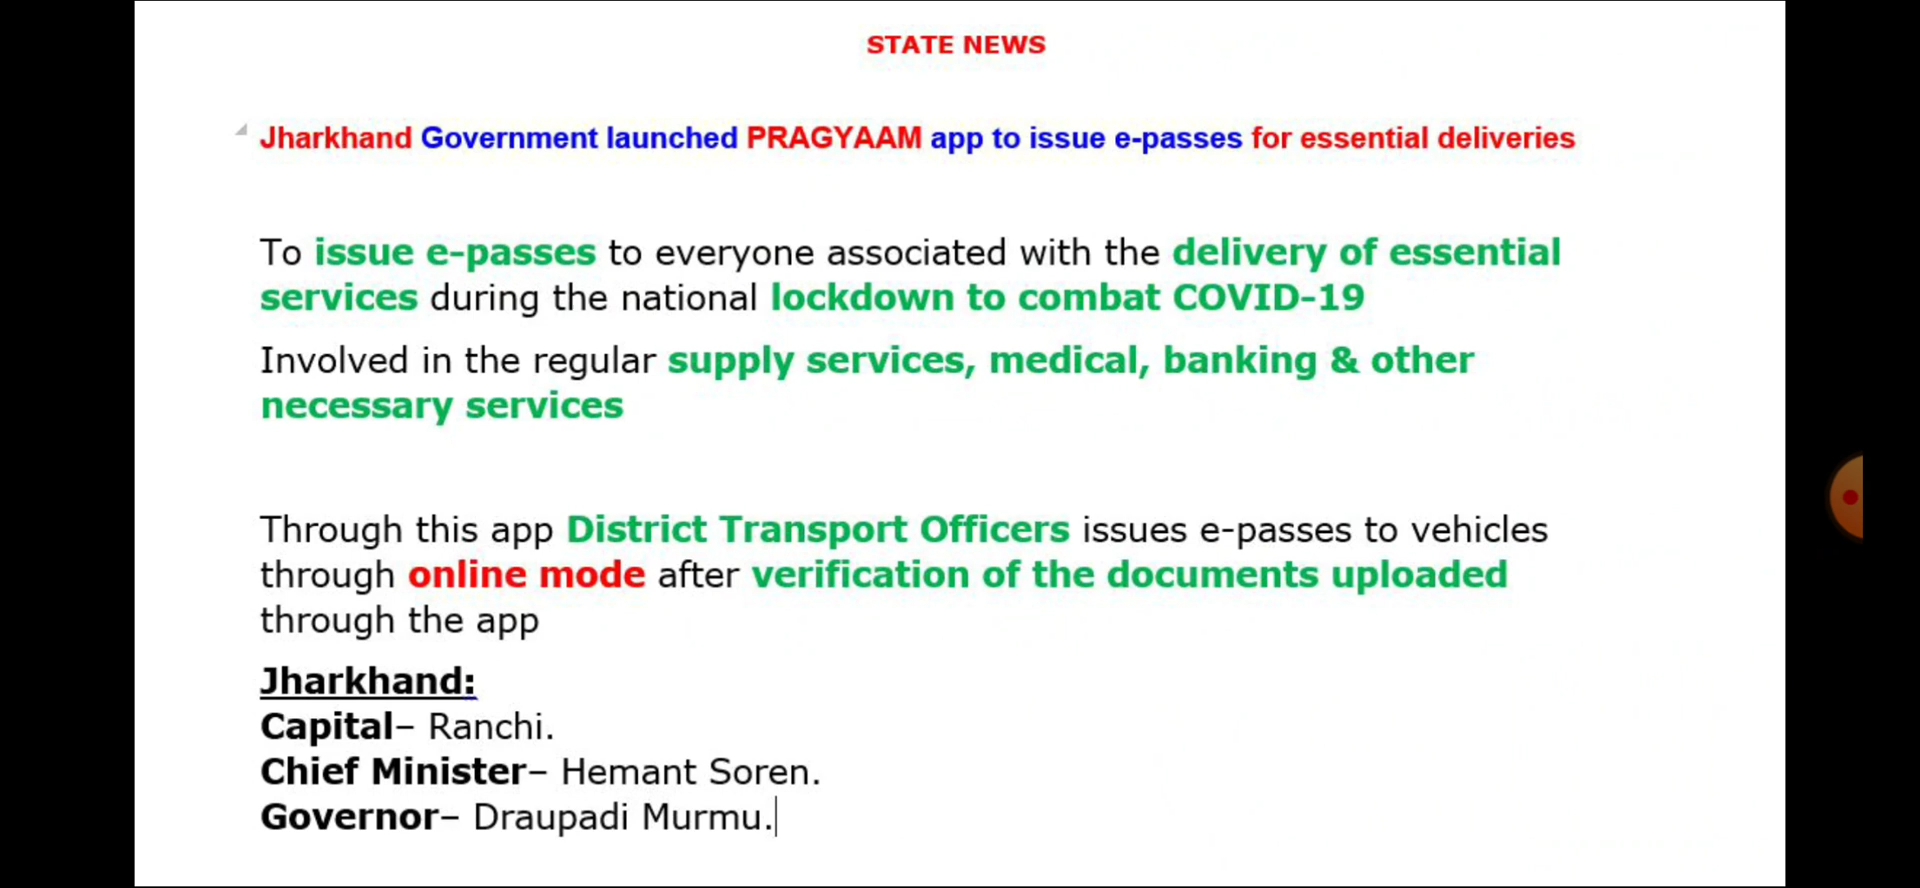 STATE NEWS
Jharkhand Government launched PRAGYAAM app to issue e-passes for essential deliveries
To issue e-passes to everyone associated with the delivery of essential
services during the national lockdown to combat COVID-19
Involved in the regular supply services, medical, banking & other
necessary services
Through this app District Transport Officers issues e-passes to vehicles
through online mode after verification of the documents uploaded
through the app
Jharkhand:
Capital– Ranchi.
Chief Minister– Hemant Soren.
Governor– Draupadi Murmu.